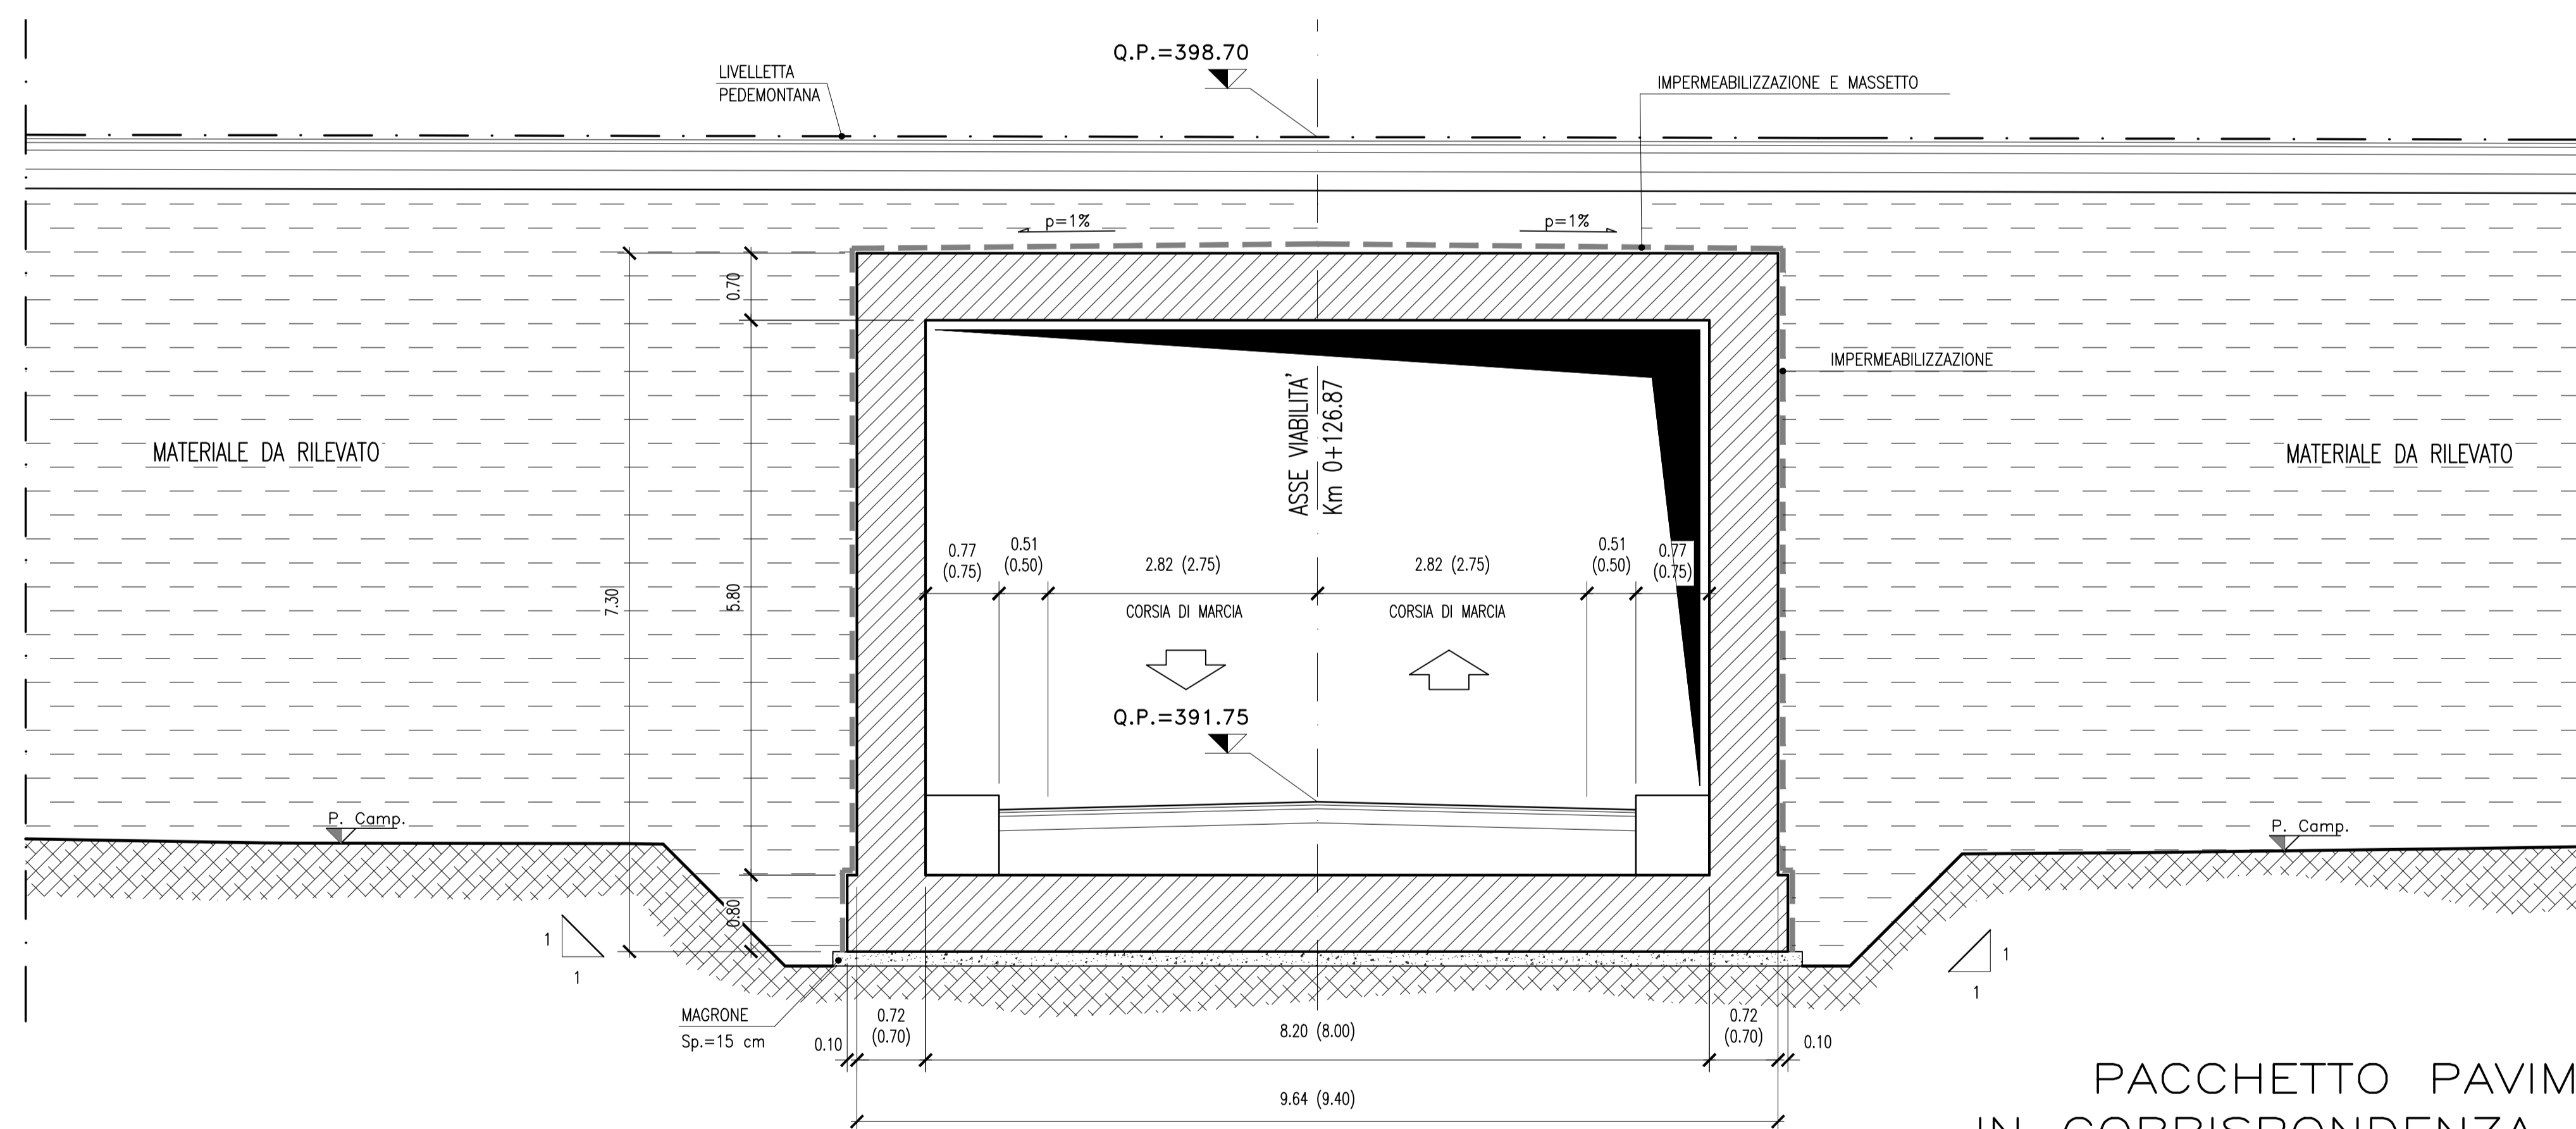 Q.P.=398.70
LIVELLETTA
PEDEMONTANA
IMPERMEABILIZZAZIONE E MASSETTO
p=1%
p=1%
0.70
IMPERMEABILIZZAZIONE
ASSE VIABILITA'
Km 0+126.87
MATERIALE DA RILEVATO
MATERIALE DA RILEVATO
0.77
(0.75)
0.51
(0.50)
2.82 (2.75)
2.82 (2.75)
0.51
(0.50)
0.77
(0.75)
7.30
5.80
CORSIA DI MARCIA
CORSIA DI MARCIA
Q.P.=391.75
P. Camp.
P. Camp.
0.80
1
1
1
1
MAGRONE
Sp.=15 cm
0.10
0.72
(0.70)
8.20 (8.00)
0.72
(0.70)
0.10
9.64 (9.40)
PACCHETTO PAVIM
IN CORRISPONDENZA